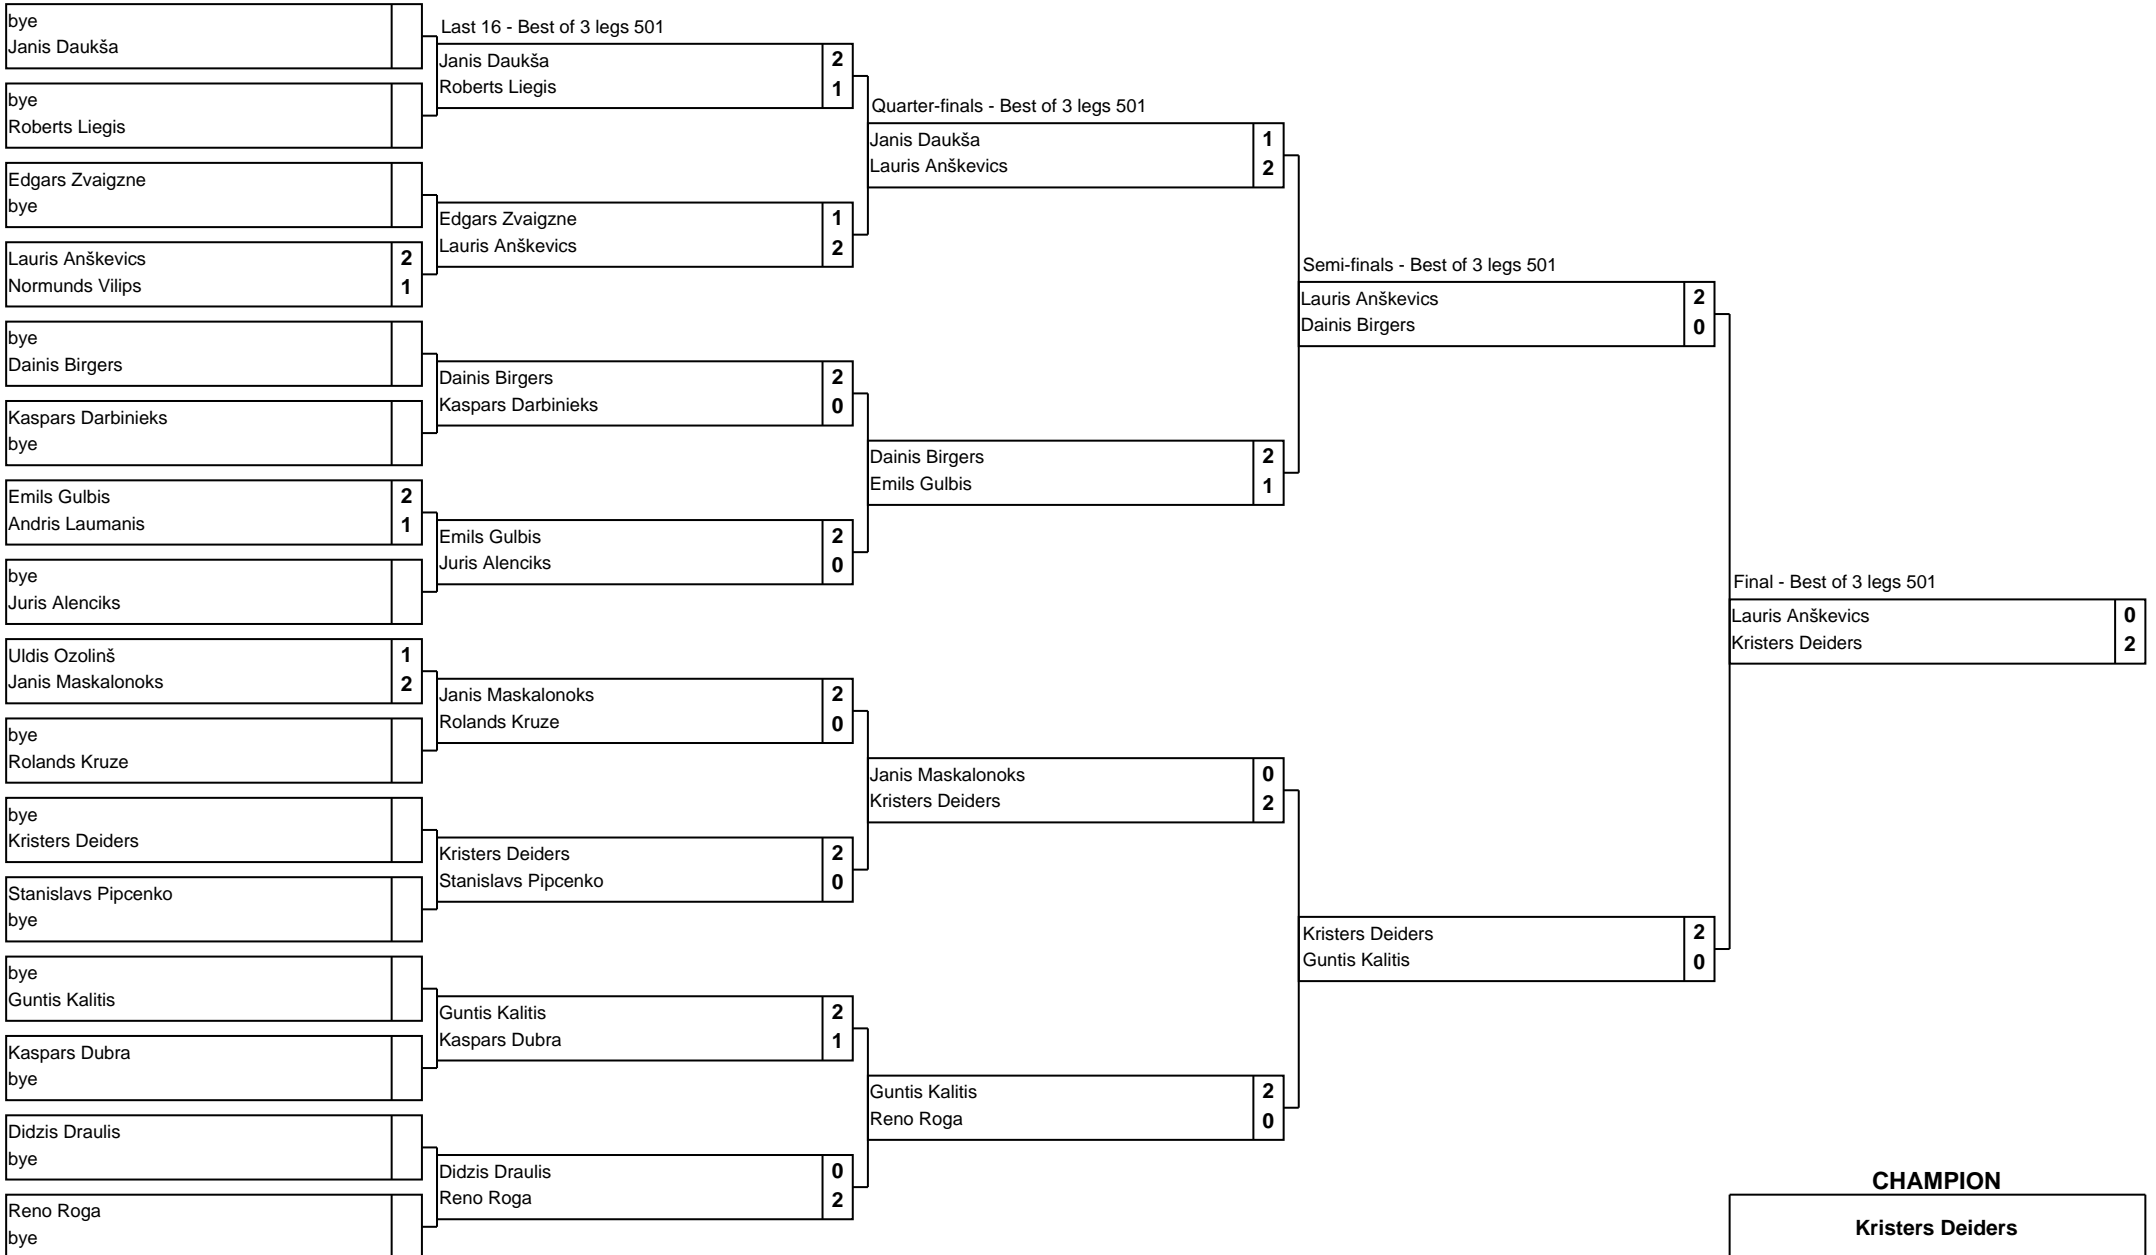 bye
Janis Daukša
bye
Roberts Liegis
Edgars Zvaigzne
bye
Lauris Anškevics 2
Normunds Vilips 1
bye
Dainis Birgers
Kaspars Darbinieks
bye
Emils Gulbis 2
Andris Laumanis 1
bye
Juris Alenciks
Uldis Ozolinš 1
Janis Maskalonoks 2
bye
Rolands Kruze
bye
Kristers Deiders
Stanislavs Pipcenko
bye
bye
Guntis Kalitis
Kaspars Dubra
bye
Didzis Draulis
bye
Reno Roga
bye
Last 16 - Best of 3 legs 501
Janis Daukša 2
Roberts Liegis 1
Edgars Zvaigzne 1
Lauris Anškevics 2
Dainis Birgers 2
Kaspars Darbinieks 0
Emils Gulbis 2
Juris Alenciks 0
Janis Maskalonoks 2
Rolands Kruze 0
Kristers Deiders 2
Stanislavs Pipcenko 0
Guntis Kalitis 2
Kaspars Dubra 1
Didzis Draulis 0
Reno Roga 2
Quarter-finals - Best of 3 legs 501
Janis Daukša 1
Lauris Anškevics 2
Dainis Birgers 2
Emils Gulbis 1
Janis Maskalonoks 0
Kristers Deiders 2
Guntis Kalitis 2
Reno Roga 0
Semi-finals - Best of 3 legs 501
Lauris Anškevics 2
Dainis Birgers 0
Kristers Deiders 2
Guntis Kalitis 0
Final - Best of 3 legs 501
Lauris Anškevics 0
Kristers Deiders 2
CHAMPION
Kristers Deiders